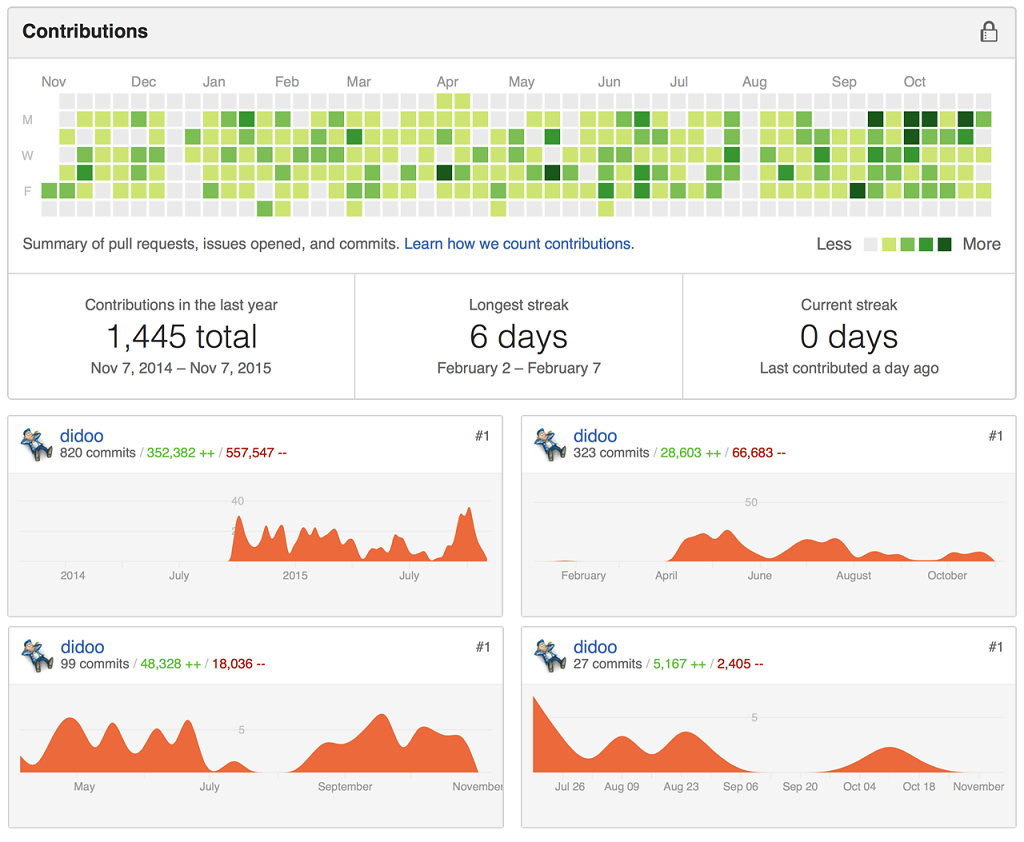 Contributions
Nov Dec Jan Feb Mar Apr May Jun Jul Aug Sep Oct
M
W
F
Summary of pull requests, issues opened, and commits. Learn how we count contributions.
Less More
Contributions in the last year
1,445 total
Nov 7, 2014 – Nov 7, 2015
Longest streak
6 days
February 2 – February 7
Current streak
0 days
Last contributed a day ago
didoo #1
820 commits / 352,382 ++ / 557,547 --
40
2014 July 2015 July
didoo #1
323 commits / 28,603 ++ / 66,683 --
50
February April June August October
didoo #1
99 commits / 48,328 ++ / 18,036 --
5
May July September November
didoo #1
27 commits / 5,167 ++ / 2,405 --
5
Jul 26 Aug 09 Aug 23 Sep 06 Sep 20 Oct 04 Oct 18 November